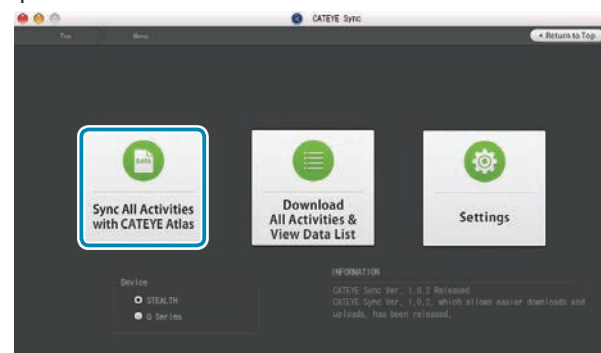 CATEYE Sync
Top
Menu
Return to Top
DATA
Sync All Activities
with CATEYE Atlas
Download
All Activities &
View Data List
Settings
Device
STEALTH
Q Series
INFORMATION
CATEYE Sync Ver. 1.0.2 Released
CATEYE Sync Ver. 1.0.2, which allows easier downloads and
uploads, has been released.